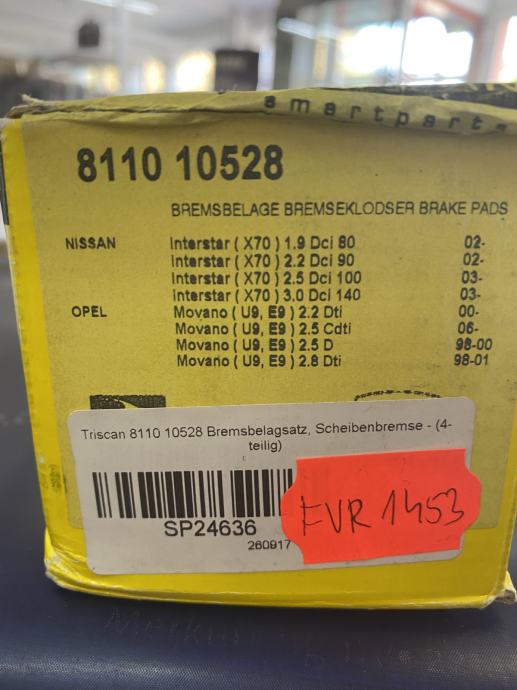 smartparts
8110 10528
BREMSBELAGE BREMSEKLODSER BRAKE PADS
NISSAN Interstar ( X70 ) 1.9 Dci 80 02-
Interstar ( X70 ) 2.2 Dci 90 02-
Interstar ( X70 ) 2.5 Dci 100 03-
Interstar ( X70 ) 3.0 Dci 140 03-
OPEL Movano ( U9, E9 ) 2.2 Dti 00-
Movano ( U9, E9 ) 2.5 Cdti 06-
Movano ( U9, E9 ) 2.5 D 98-00
Movano ( U9, E9 ) 2.8 Dti 98-01
Triscan 8110 10528 Bremsbelagsatz, Scheibenbremse - (4-
teilig)
SP24636
260917
FVR 1453